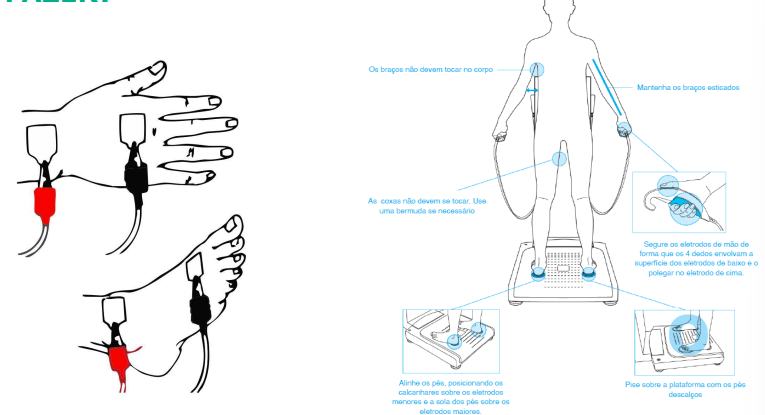 Os braços não devem tocar no corpo
Mantenha os braços esticados
As coxas não devem se tocar. Use
uma bermuda se necessário
Segure os eletrodos de mão de
forma que os 4 dedos envolvam a
superfície dos eletrodos de baixo e o
polegar no eletrodo de cima.
Alinhe os pés, posicionando os
calcanhares sobre os eletrodos
menores e a sola dos pés sobre os
eletrodos maiores.
Pise sobre a plataforma com os pés
descalços